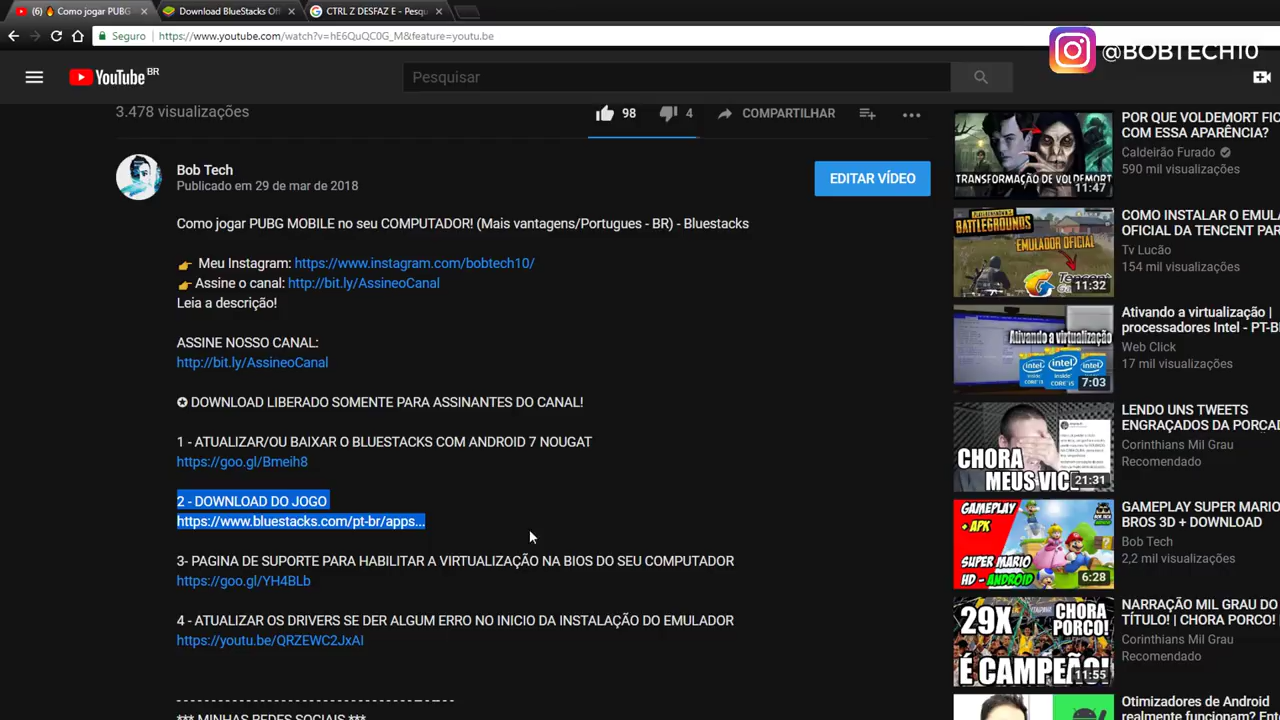 (6) 🔥 Como jogar PUBG
Download BlueStacks Off
CTRL Z DESFAZ E - Pesqu
Seguro
https://www.youtube.com/watch?v=hE6QuQC0G_M&feature=youtu.be
@BOBTECH10
YouTube BR
Pesquisar
3.478 visualizações
98
4
COMPARTILHAR
Bob Tech
Publicado em 29 de mar de 2018
EDITAR VÍDEO
Como jogar PUBG MOBILE no seu COMPUTADOR! (Mais vantagens/Portugues - BR) - Bluestacks
👉 Meu Instagram: https://www.instagram.com/bobtech10/
👉 Assine o canal: http://bit.ly/AssineoCanal
Leia a descrição!
ASSINE NOSSO CANAL:
http://bit.ly/AssineoCanal
✪ DOWNLOAD LIBERADO SOMENTE PARA ASSINANTES DO CANAL!
1 - ATUALIZAR/OU BAIXAR O BLUESTACKS COM ANDROID 7 NOUGAT
https://goo.gl/Bmeih8
2 - DOWNLOAD DO JOGO
https://www.bluestacks.com/pt-br/apps...
3- PAGINA DE SUPORTE PARA HABILITAR A VIRTUALIZAÇÃO NA BIOS DO SEU COMPUTADOR
https://goo.gl/YH4BLb
4 - ATUALIZAR OS DRIVERS SE DER ALGUM ERRO NO INICIO DA INSTALAÇÃO DO EMULADOR
https://youtu.be/QRZEWC2JxAI
*** MINHAS REDES SOCIAIS ***
TRANSFORMAÇÃO DE VOLDEMORT
11:47
POR QUE VOLDEMORT FIC
COM ESSA APARÊNCIA?
Caldeirão Furado
590 mil visualizações
BATTLEGROUNDS
EMULADOR OFICIAL
Tencent
11:32
COMO INSTALAR O EMULA
OFICIAL DA TENCENT PAR
Tv Lucão
154 mil visualizações
Ativando a virtualização
7:03
Ativando a virtualização |
processadores Intel - PT-B
Web Click
17 mil visualizações
CHORA
MEUS VICE
21:31
LENDO UNS TWEETS
ENGRAÇADOS DA PORCAD
Corinthians Mil Grau
Recomendado
GAMEPLAY
+ APK
SUPER MARIO
HD - ANDROID
6:28
GAMEPLAY SUPER MARIO
BROS 3D + DOWNLOAD
Bob Tech
2,2 mil visualizações
29X
CHORA
PORCO!
É CAMPEÃO!
11:55
NARRAÇÃO MIL GRAU DO
TÍTULO! | CHORA PORCO! |
Corinthians Mil Grau
Recomendado
Otimizadores de Android
realmente funcionam? Ent